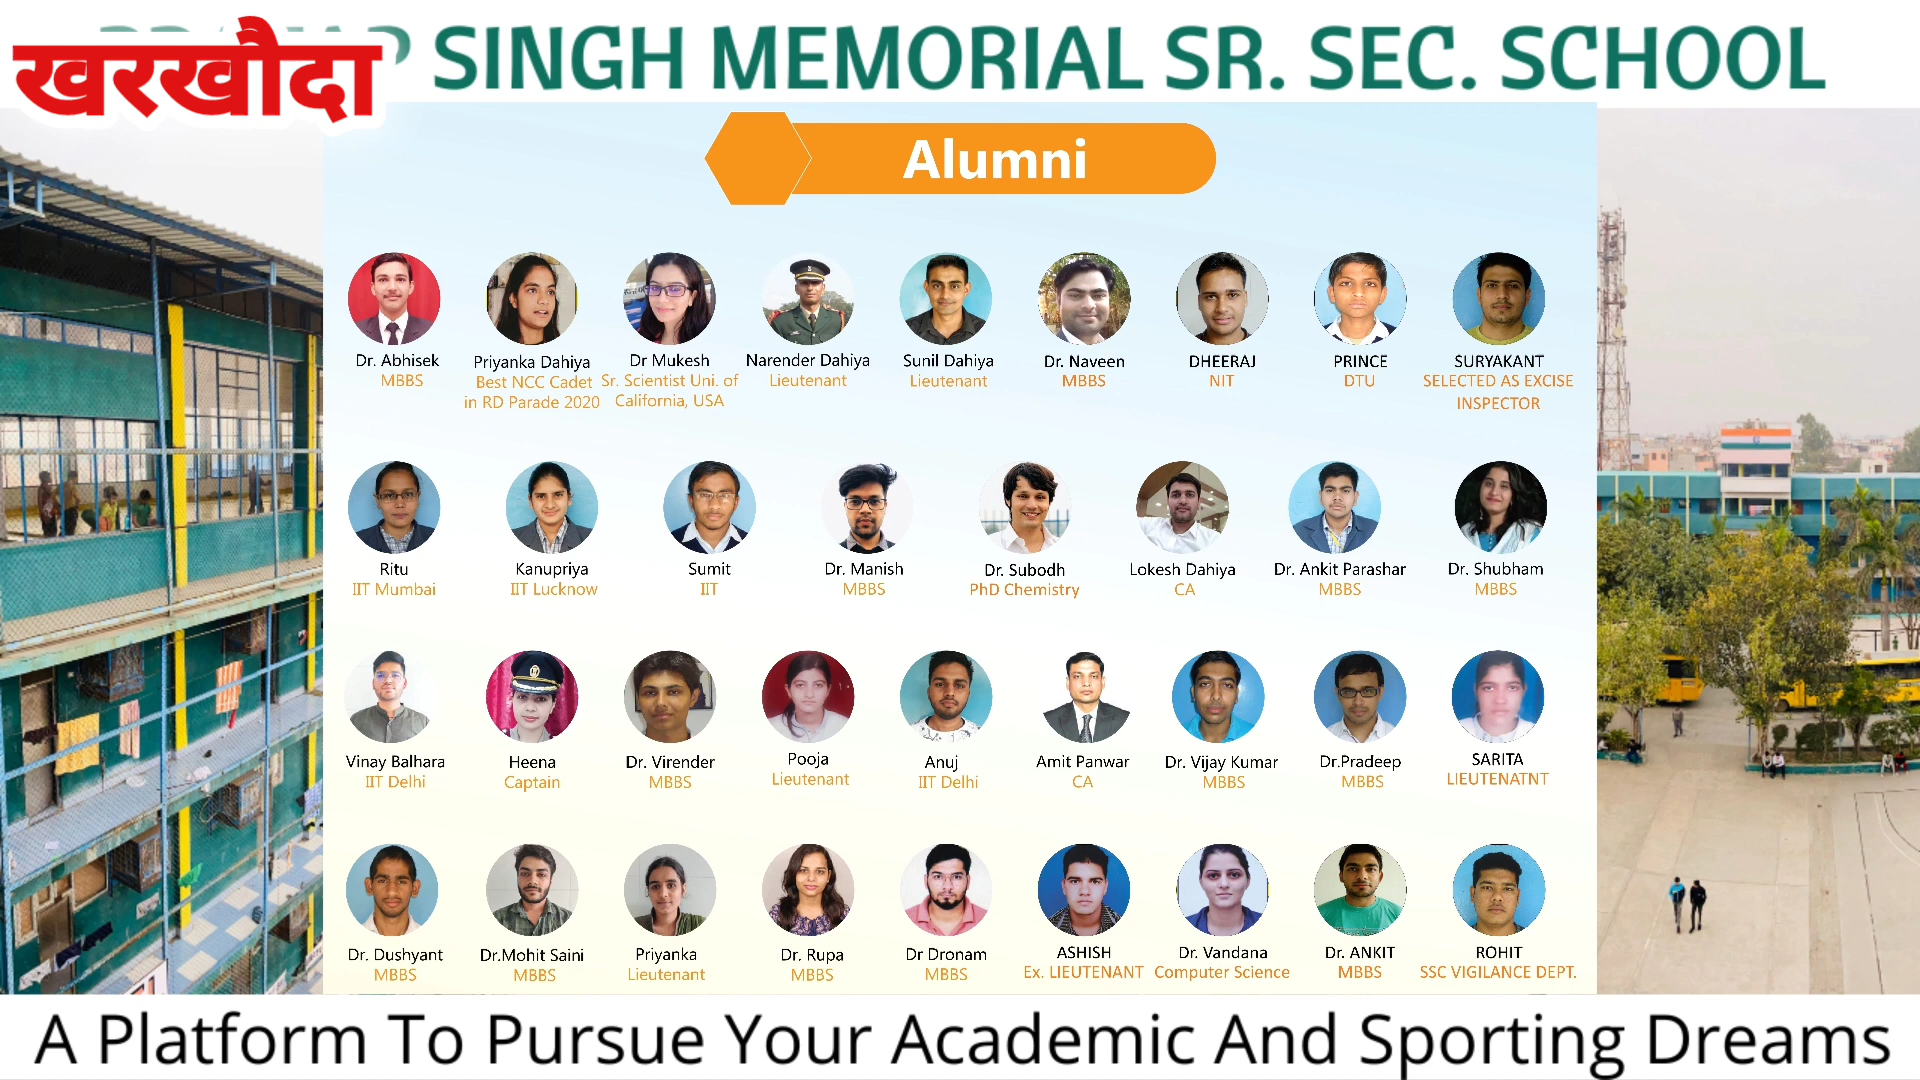 खरखौदा
SINGH MEMORIAL SR. SEC. SCHOOL
Alumni
Dr. Abhisek
MBBS
Priyanka Dahiya
Best NCC Cadet
in RD Parade 2020
Dr Mukesh
Sr. Scientist Uni. of
California, USA
Narender Dahiya
Lieutenant
Sunil Dahiya
Lieutenant
Dr. Naveen
MBBS
DHEERAJ
NIT
PRINCE
DTU
SURYAKANT
SELECTED AS EXCISE
INSPECTOR
Ritu
IIT Mumbai
Kanupriya
IIT Lucknow
Sumit
IIT
Dr. Manish
MBBS
Dr. Subodh
PhD Chemistry
Lokesh Dahiya
CA
Dr. Ankit Parashar
MBBS
Dr. Shubham
MBBS
Vinay Balhara
IIT Delhi
Heena
Captain
Dr. Virender
MBBS
Pooja
Lieutenant
Anuj
IIT Delhi
Amit Panwar
CA
Dr. Vijay Kumar
MBBS
Dr.Pradeep
MBBS
SARITA
LIEUTENATNT
Dr. Dushyant
MBBS
Dr.Mohit Saini
MBBS
Priyanka
Lieutenant
Dr. Rupa
MBBS
Dr Dronam
MBBS
ASHISH
Ex. LIEUTENANT
Dr. Vandana
Computer Science
Dr. ANKIT
MBBS
ROHIT
SSC VIGILANCE DEPT.
A Platform To Pursue Your Academic And Sporting Dreams